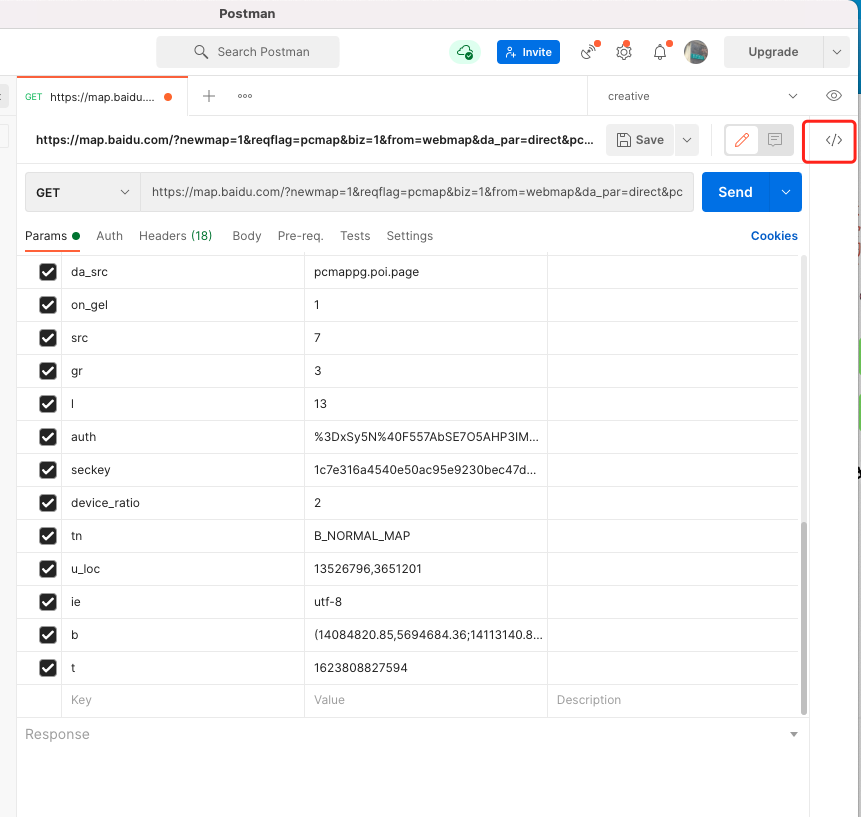 Postman
Search Postman
Invite
Upgrade
GET https://map.baidu....
creative
https://map.baidu.com/?newmap=1&reqflag=pcmap&biz=1&from=webmap&da_par=direct&pc...
Save
</>
GET
https://map.baidu.com/?newmap=1&reqflag=pcmap&biz=1&from=webmap&da_par=direct&pc
Send
Params Auth Headers (18) Body Pre-req. Tests Settings Cookies
da_src pcmappg.poi.page
on_gel 1
src 7
gr 3
l 13
auth %3DxSy5N%40F557AbSE7O5AHP3IM...
seckey 1c7e316a4540e50ac95e9230bec47d...
device_ratio 2
tn B_NORMAL_MAP
u_loc 13526796,3651201
ie utf-8
b (14084820.85,5694684.36;14113140.8...
t 1623808827594
Key Value Description
Response